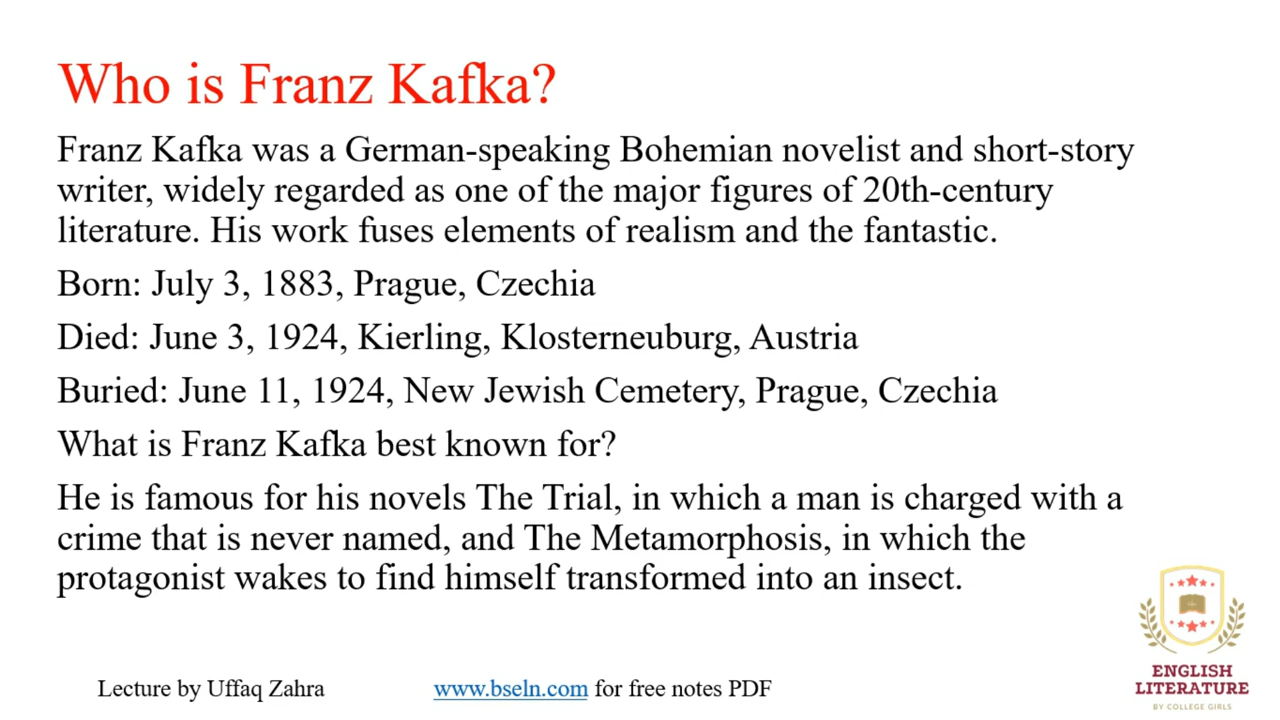 Who is Franz Kafka?
Franz Kafka was a German-speaking Bohemian novelist and short-story
writer, widely regarded as one of the major figures of 20th-century
literature. His work fuses elements of realism and the fantastic.
Born: July 3, 1883, Prague, Czechia
Died: June 3, 1924, Kierling, Klosterneuburg, Austria
Buried: June 11, 1924, New Jewish Cemetery, Prague, Czechia
What is Franz Kafka best known for?
He is famous for his novels The Trial, in which a man is charged with a
crime that is never named, and The Metamorphosis, in which the
protagonist wakes to find himself transformed into an insect.
Lecture by Uffaq Zahra
www.bseln.com for free notes PDF
ENGLISH
LITERATURE
BY COLLEGE GIRLS